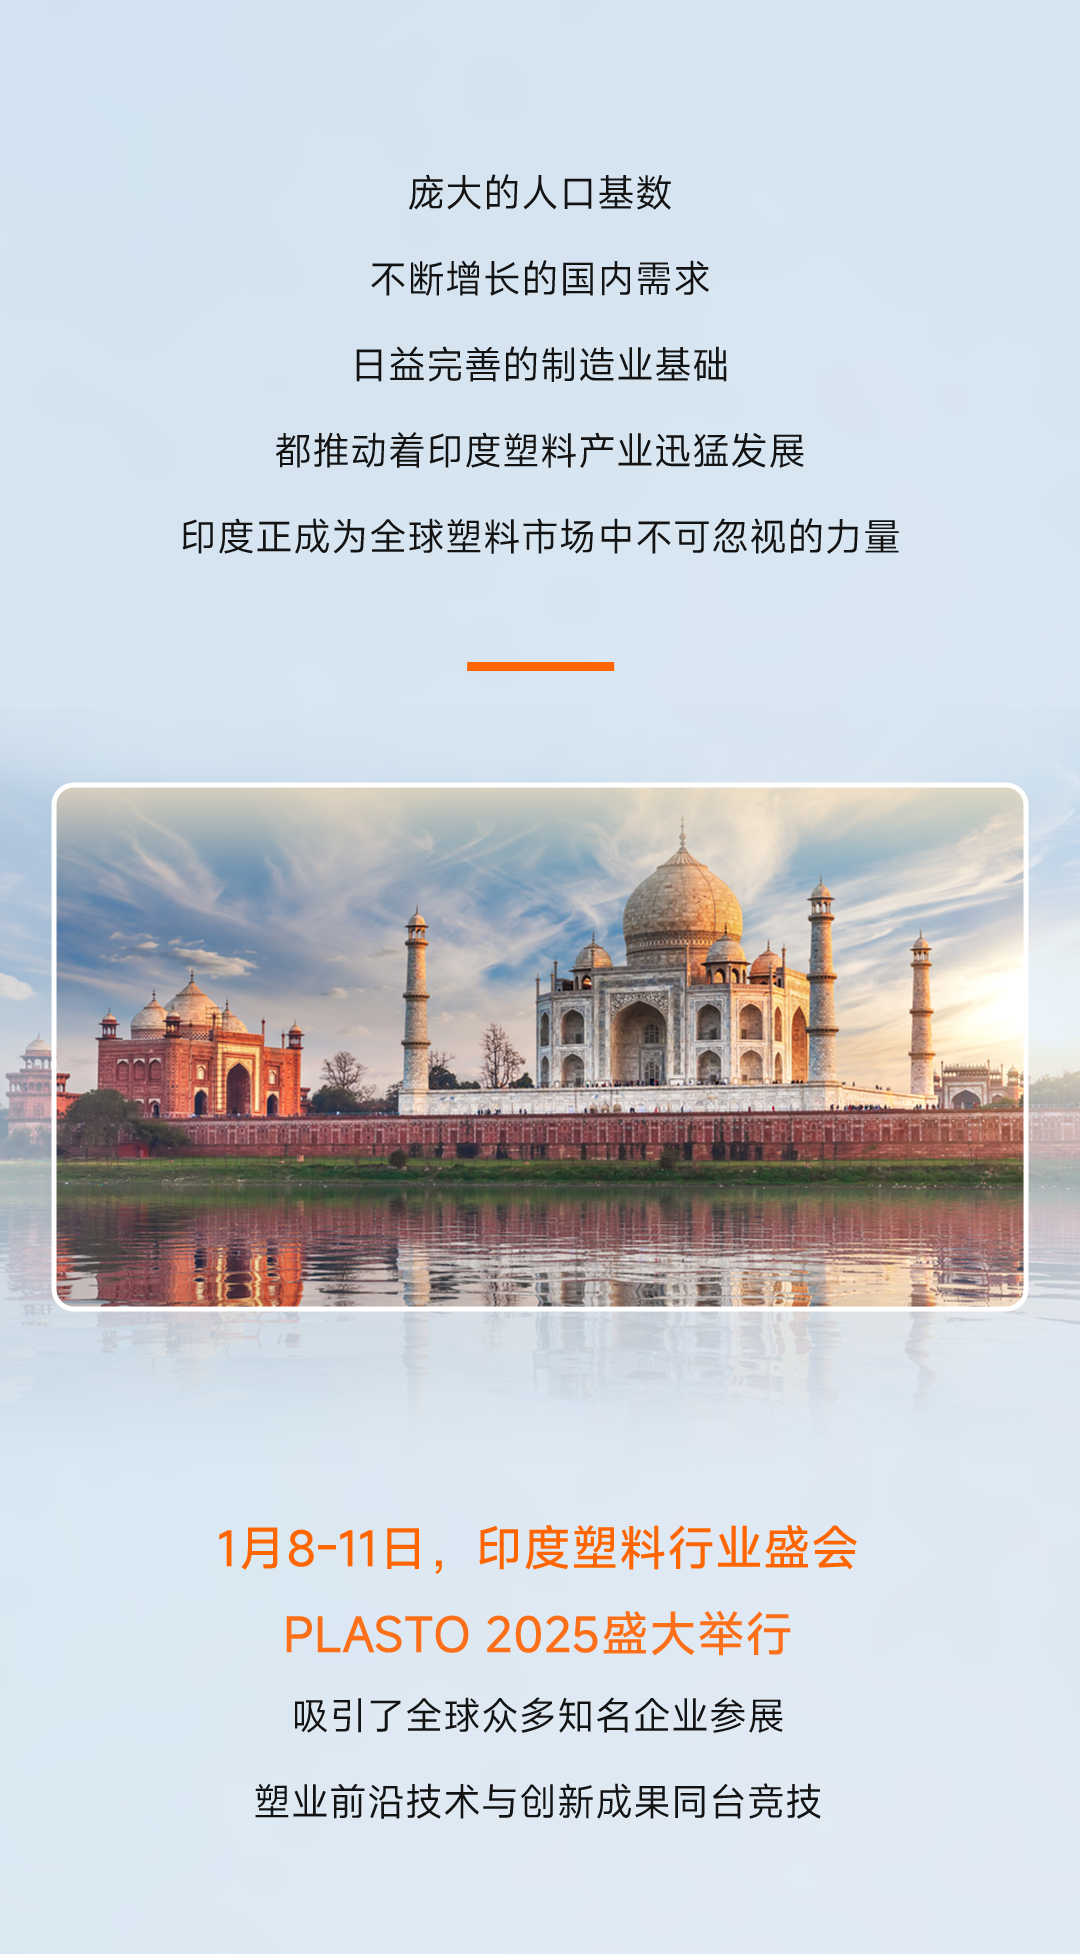 庞大的人口基数
不断增长的国内需求
日益完善的制造业基础
都推动着印度塑料产业迅猛发展
印度正成为全球塑料市场中不可忽视的力量
1月8-11日，印度塑料行业盛会
PLASTO 2025盛大举行
吸引了全球众多知名企业参展
塑业前沿技术与创新成果同台竞技